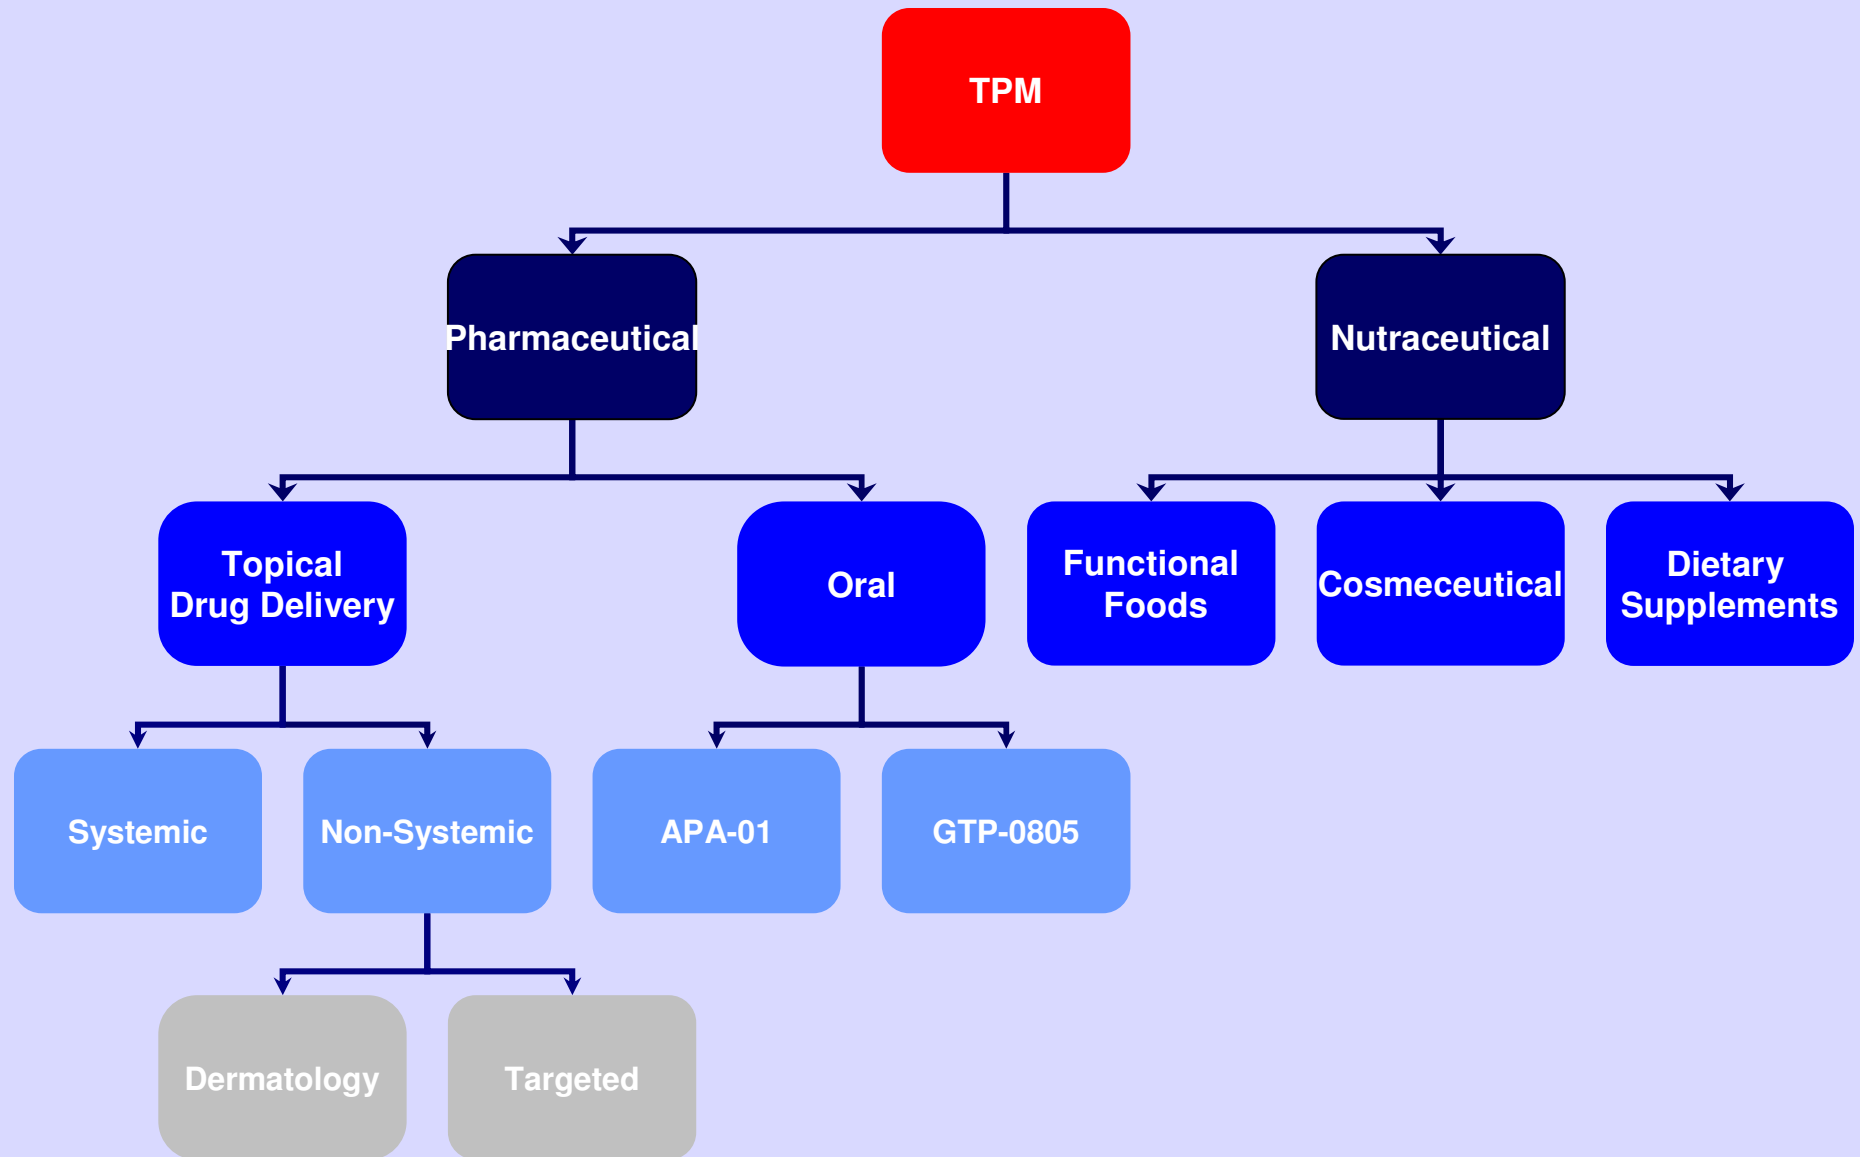 TPM
Pharmaceutical
Nutraceutical
Topical
Drug Delivery
Oral
Functional
Foods
Cosmeceutical
Dietary
Supplements
Systemic
Non-Systemic
APA-01
GTP-0805
Dermatology
Targeted